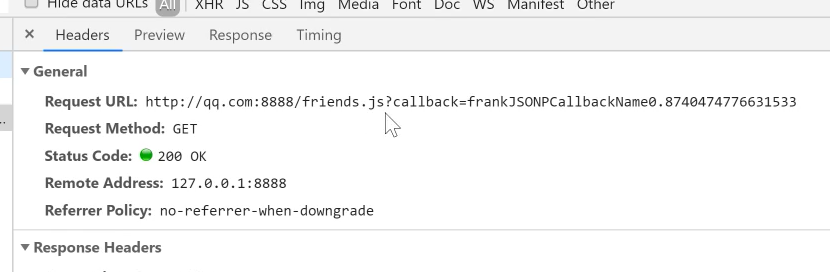 Hide data URLs All XHR JS CSS Img Media Font Doc WS Manifest Other
× Headers Preview Response Timing
▼ General
Request URL: http://qq.com:8888/friends.js?callback=frankJSONPCallbackName0.8740474776631533
Request Method: GET
Status Code: 200 OK
Remote Address: 127.0.0.1:8888
Referrer Policy: no-referrer-when-downgrade
▼ Response Headers